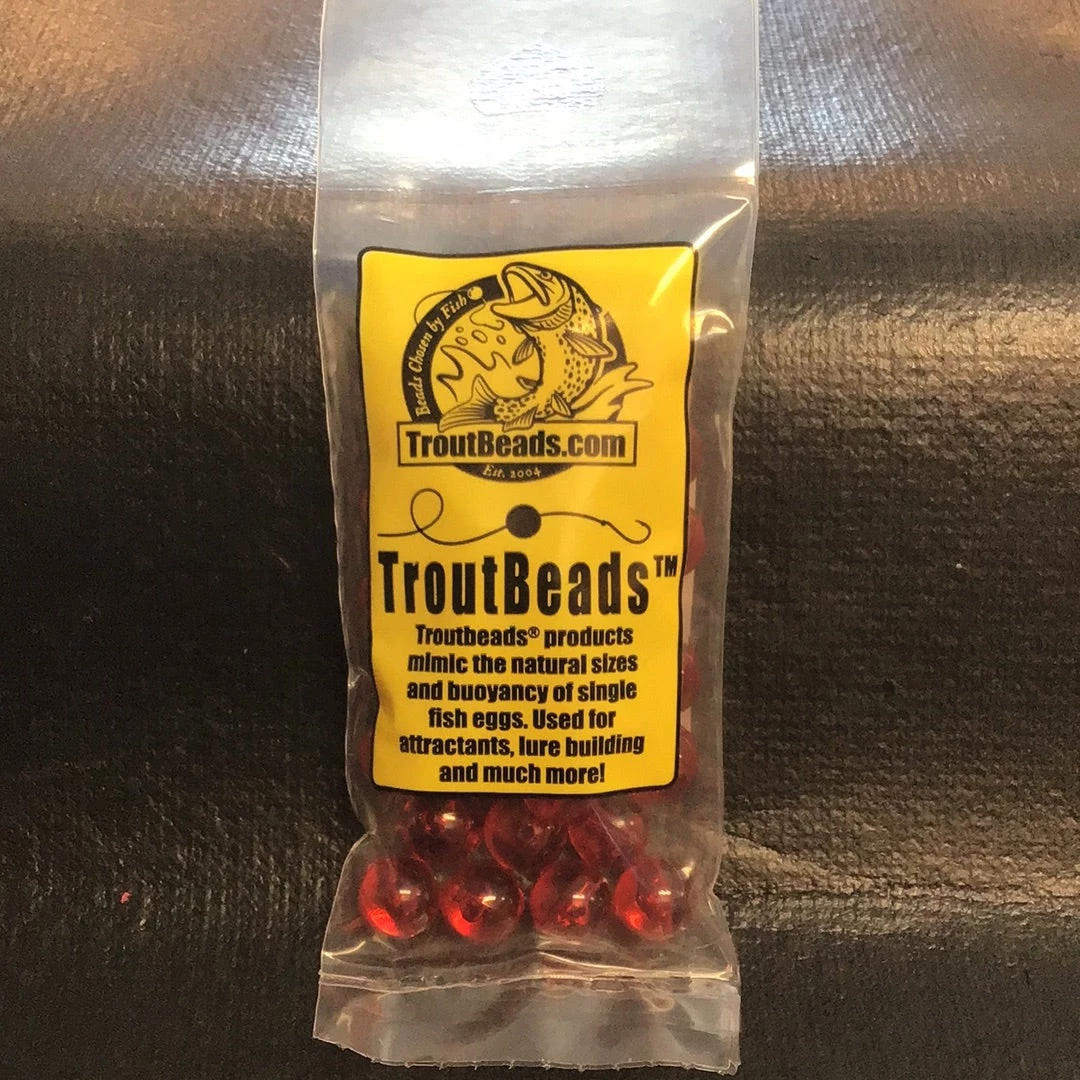 Beads Chosen by Fish
TroutBeads.com
Est. 2004
TroutBeads™
Troutbeads® products
mimic the natural sizes
and buoyancy of single
fish eggs. Used for
attractants, lure building
and much more!